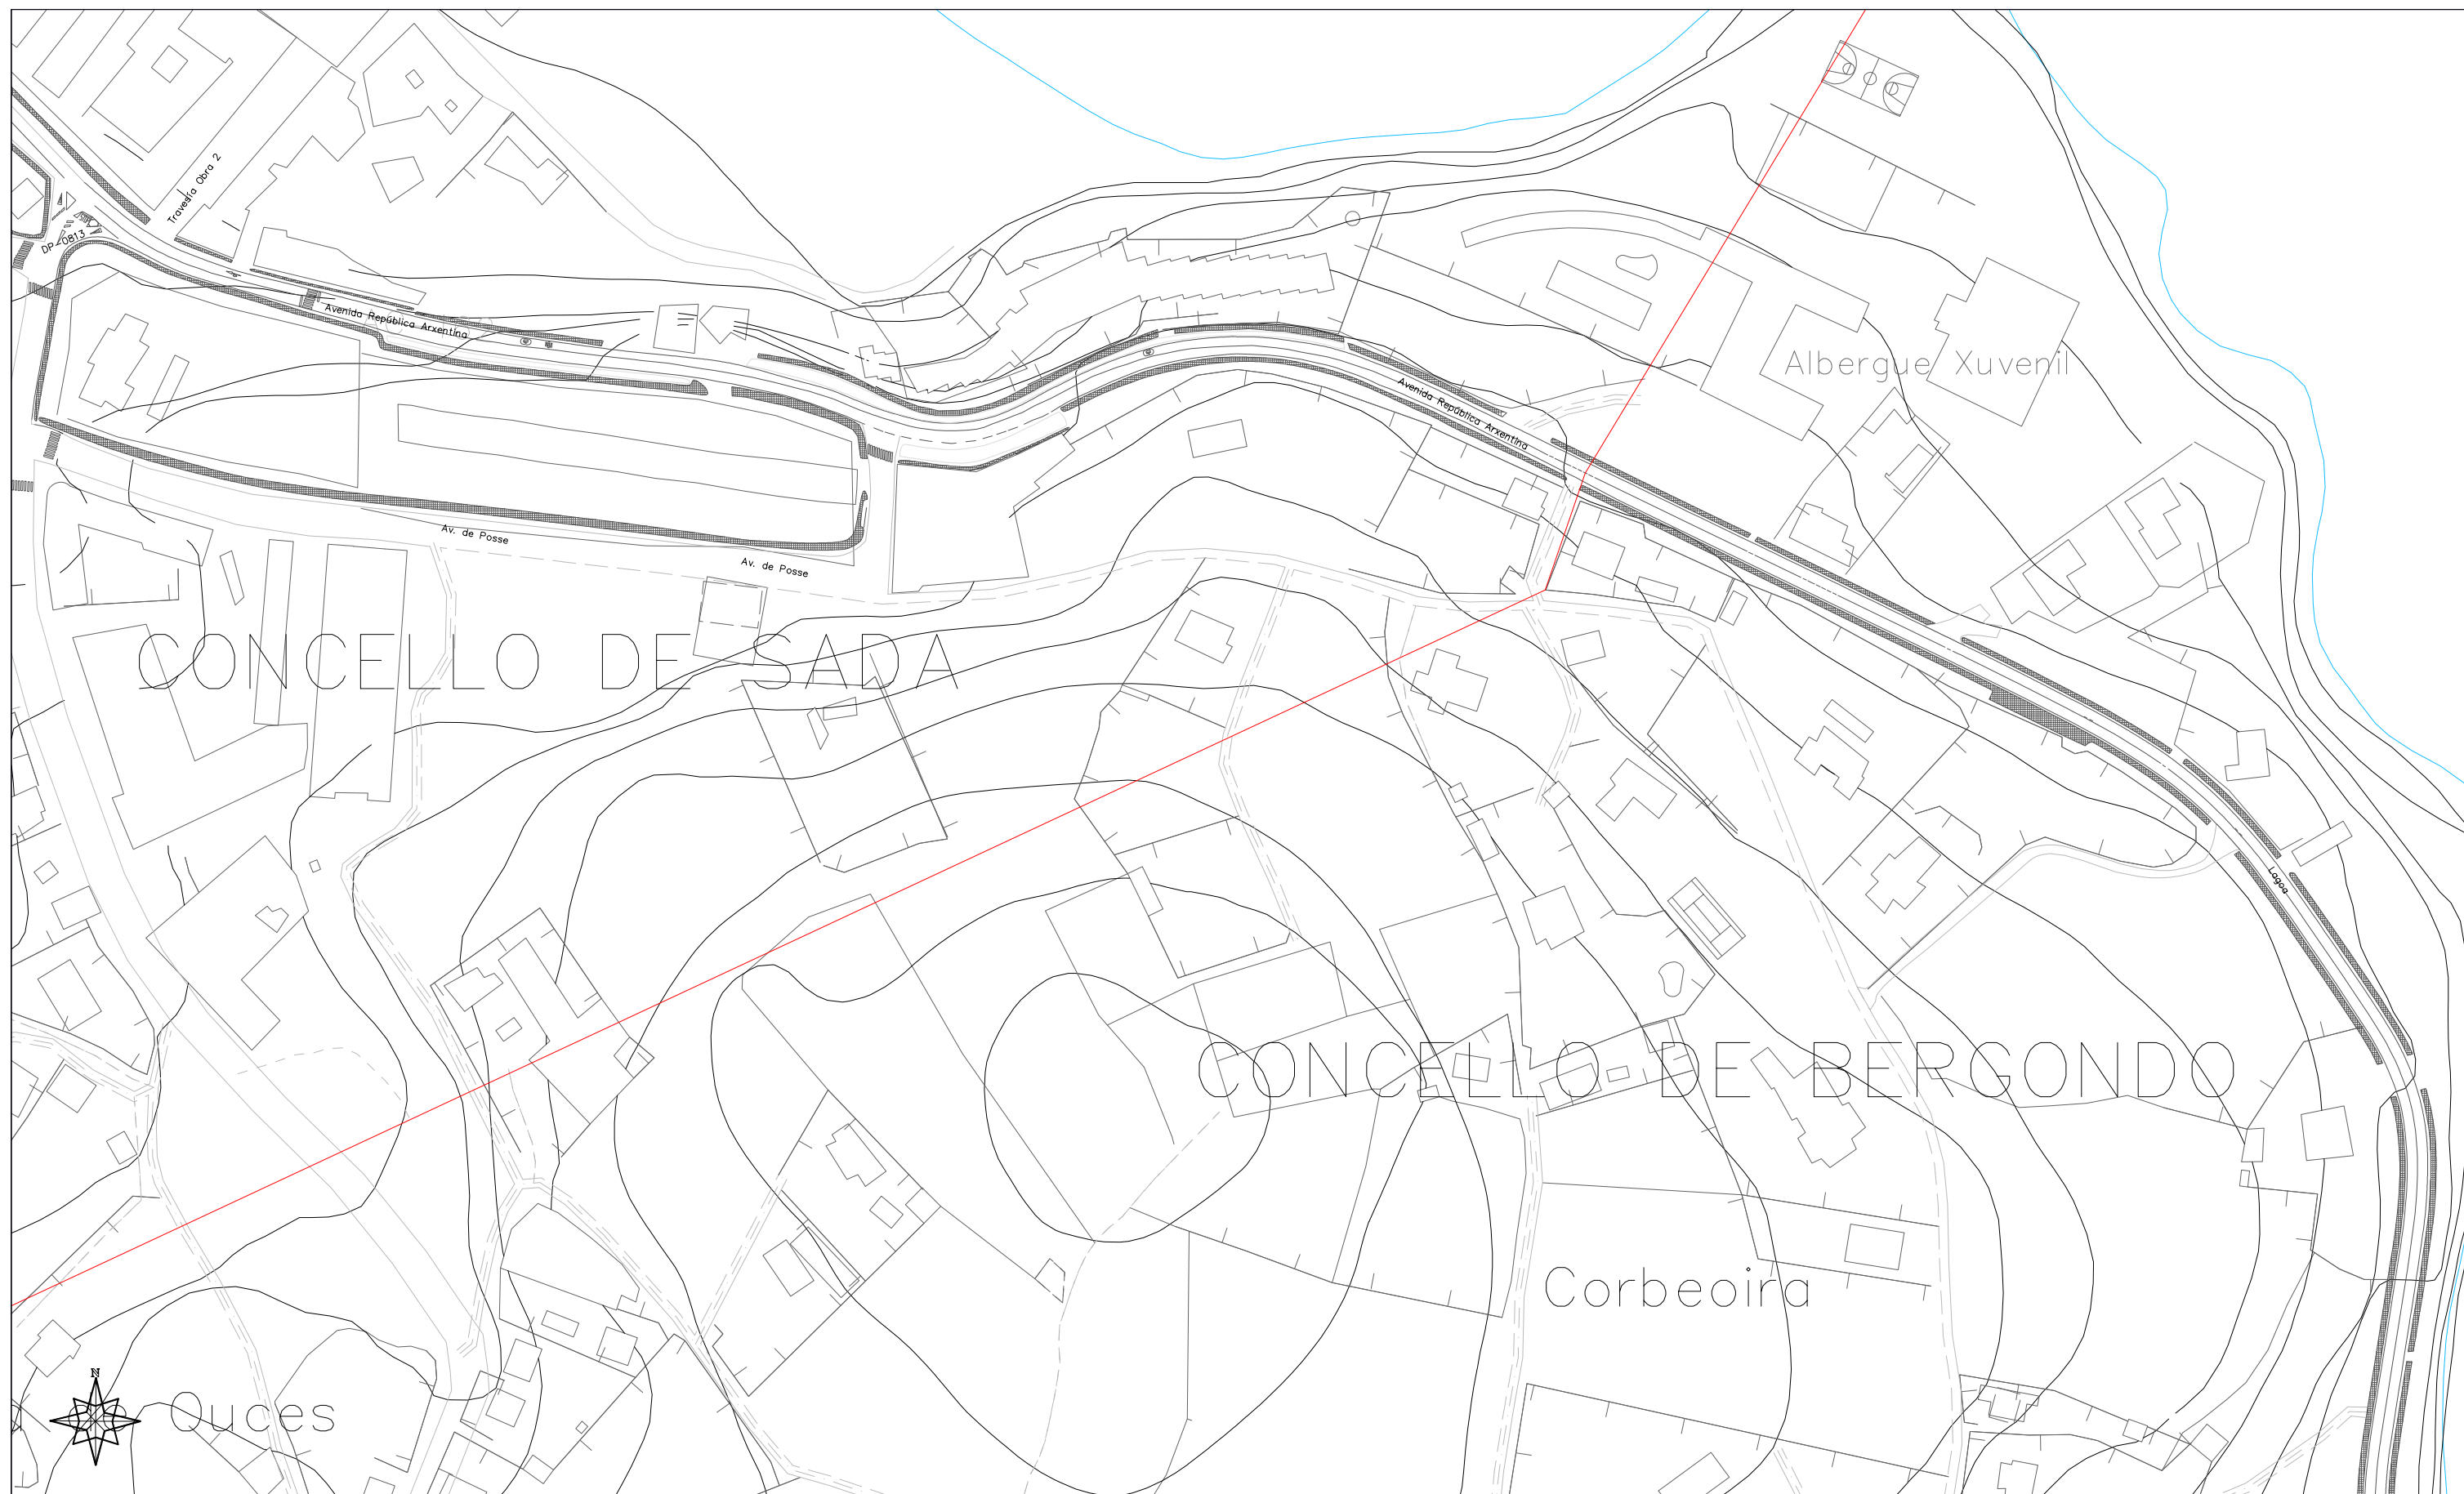 Travesía Obra 2
DP-0813
Avenida República Arxentina
Albergue Xuvenil
Avenida República Arxentina
Av. de Posse
Av. de Posse
CONCELLO DE SADA
Lagoa
CONCELLO DE BERGONDO
Corbeoira
N
Ouces